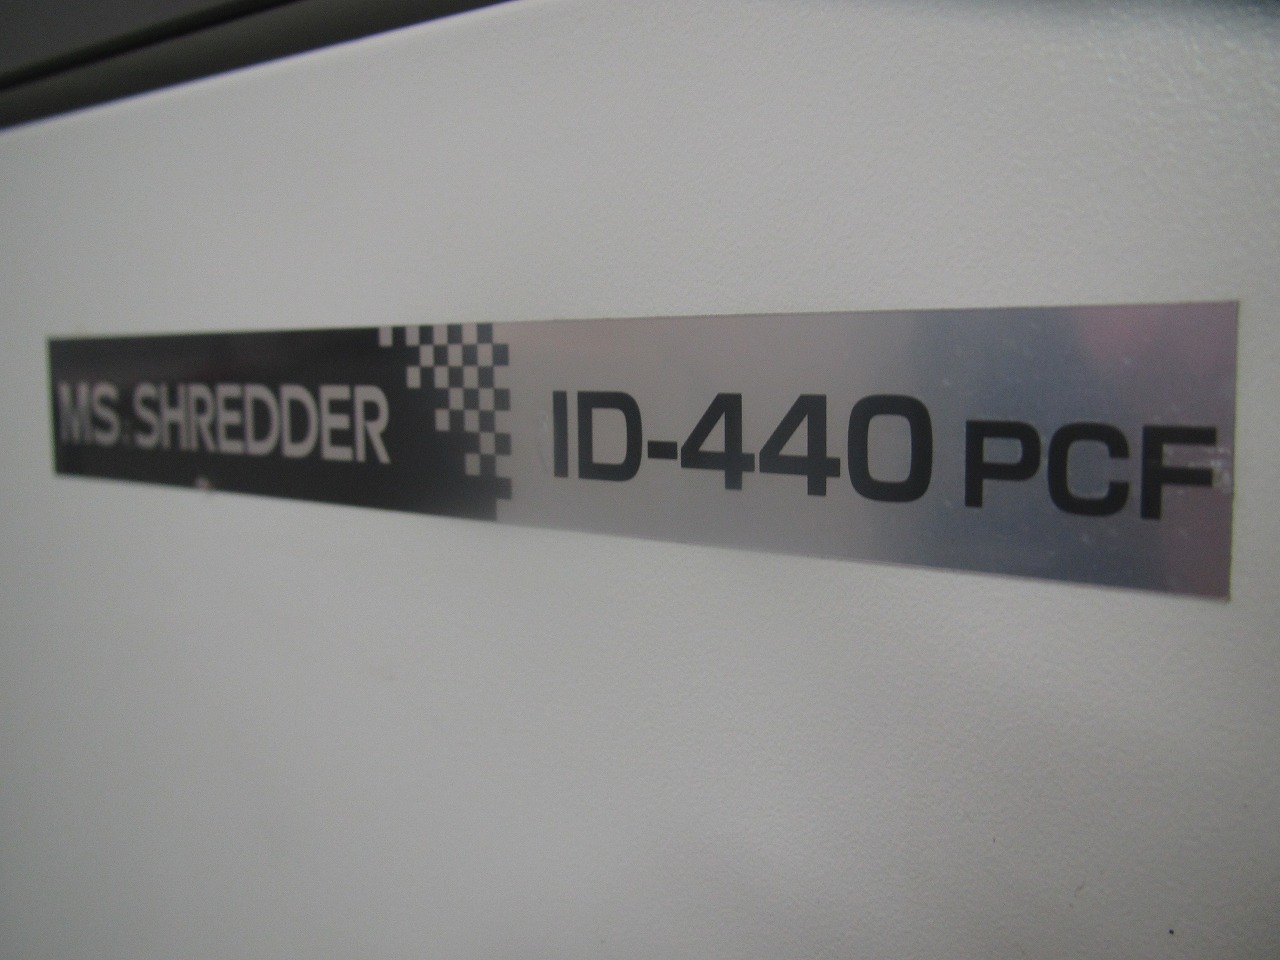 MS. SHREDDER ID-440 PCF